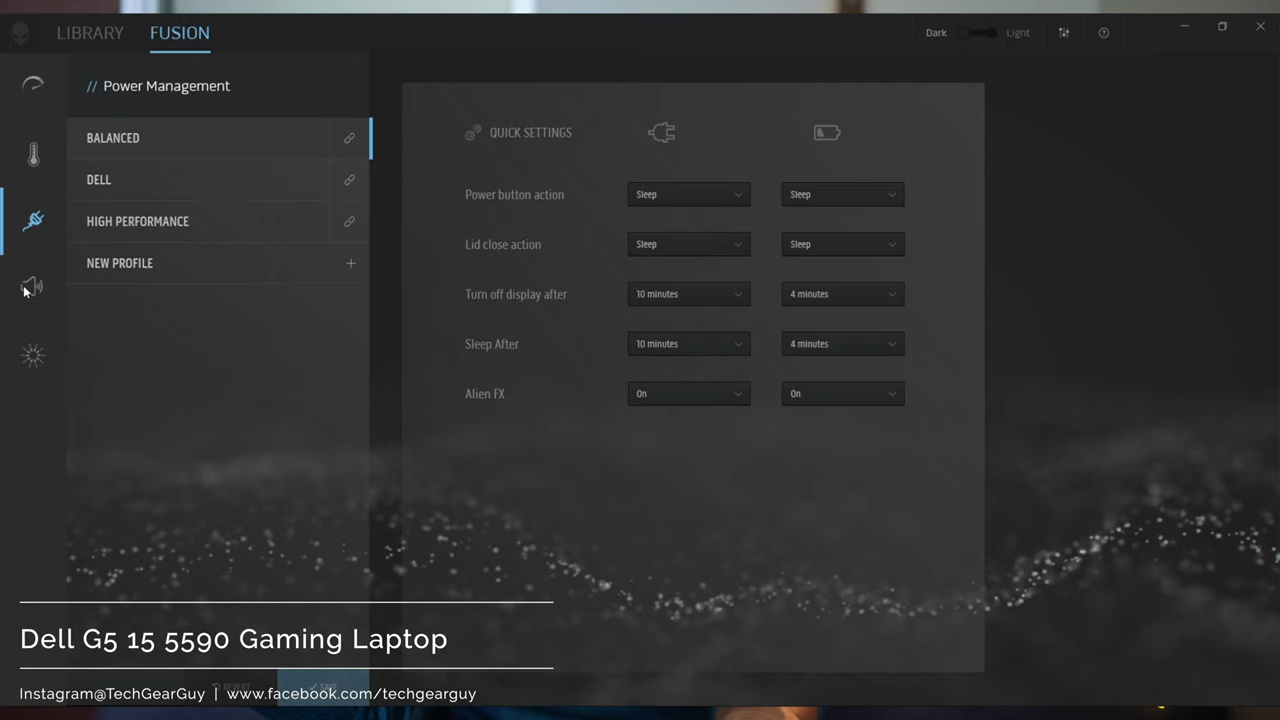 LIBRARY FUSION Dark Light
// Power Management
BALANCED
DELL
HIGH PERFORMANCE
NEW PROFILE +
QUICK SETTINGS
Power button action Sleep Sleep
Lid close action Sleep Sleep
Turn off display after 10 minutes 4 minutes
Sleep After 10 minutes 4 minutes
Alien FX On On
Dell G5 15 5590 Gaming Laptop
REVERT SAVE
Instagram@TechGearGuy | www.facebook.com/techgearguy